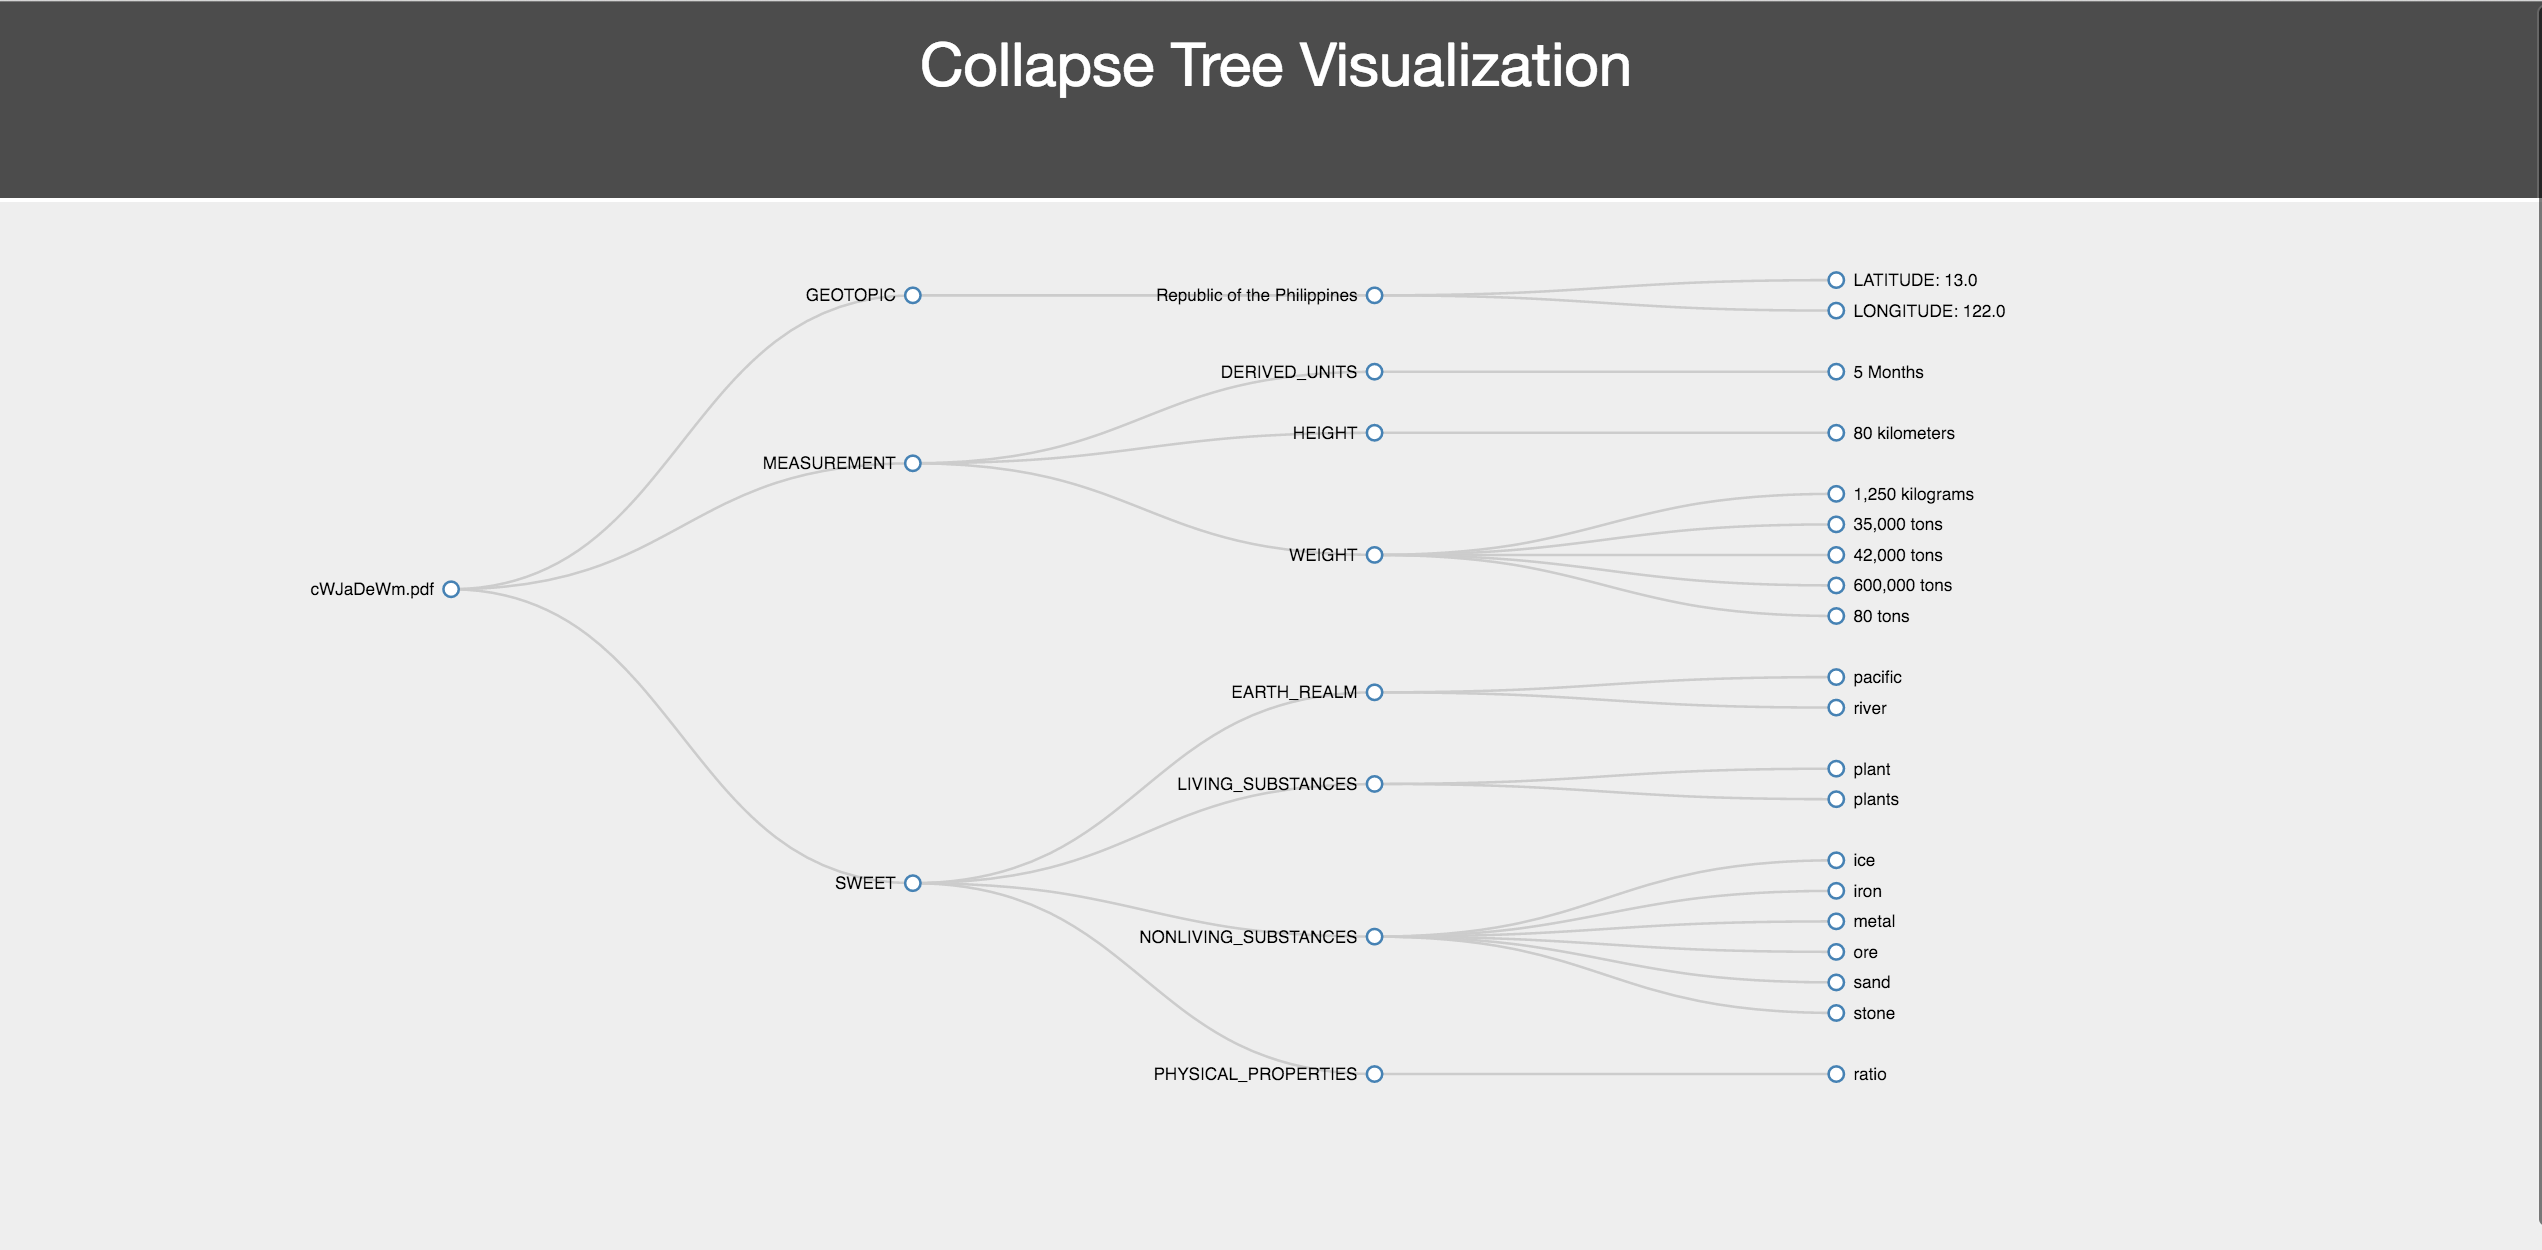 Collapse Tree Visualization
LATITUDE: 13.0
GEOTOPIC
Republic of the Philippines
LONGITUDE: 122.0
DERIVED_UNITS
5 Months
HEIGHT
80 kilometers
MEASUREMENT
1,250 kilograms
35,000 tons
WEIGHT
42,000 tons
600,000 tons
cWJaDeWm.pdf
80 tons
pacific
EARTH_REALM
river
plant
LIVING_SUBSTANCES
plants
ice
SWEET
iron
metal
NONLIVING_SUBSTANCES
ore
sand
stone
PHYSICAL_PROPERTIES
ratio